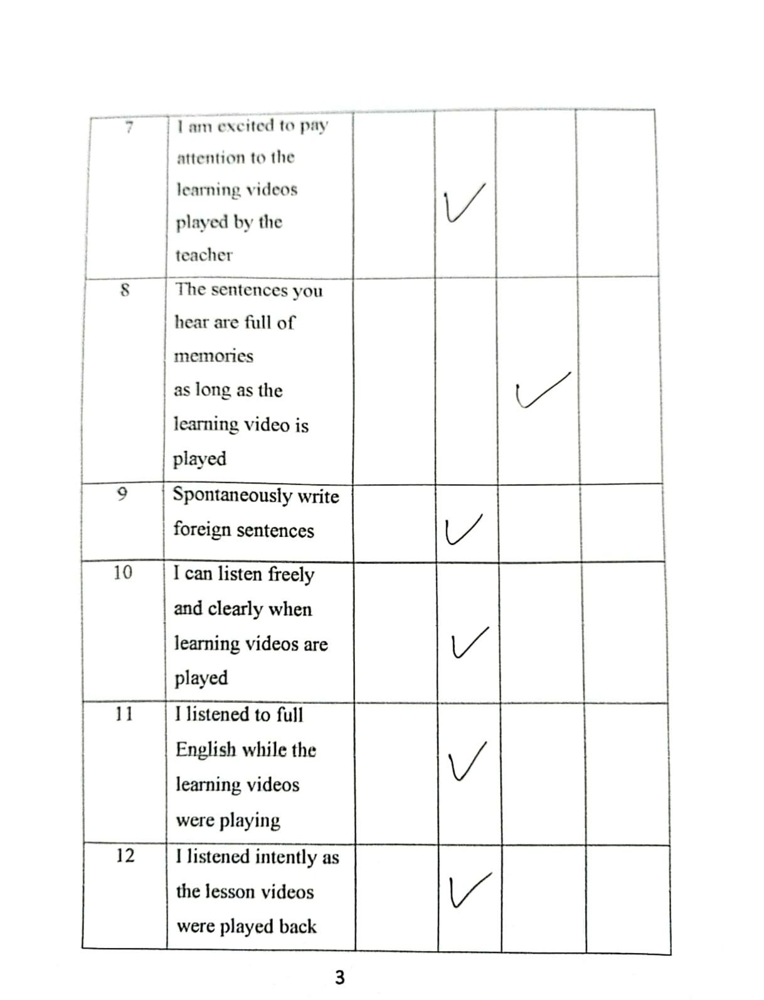 7 I am excited to pay
attention to the
learning videos
played by the
teacher
8 The sentences you
hear are full of
memories
as long as the
learning video is
played
9 Spontaneously write
foreign sentences
10 I can listen freely
and clearly when
learning videos are
played
11 I listened to full
English while the
learning videos
were playing
12 I listened intently as
the lesson videos
were played back
3